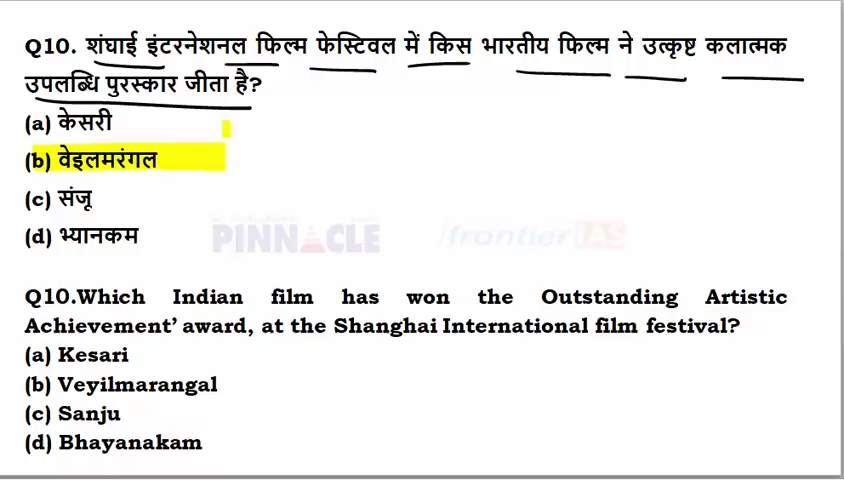 Q10. शंघाई इंटरनेशनल फिल्म फेस्टिवल में किस भारतीय फिल्म ने उत्कृष्ट कलात्मक
उपलब्धि पुरस्कार जीता है?
(a) केसरी
(b) वेइलमरंगल
(c) संजू
(d) भ्यानकम
PINNACLE frontier IAS
Q10.Which Indian film has won the Outstanding Artistic
Achievement’ award, at the Shanghai International film festival?
(a) Kesari
(b) Veyilmarangal
(c) Sanju
(d) Bhayanakam